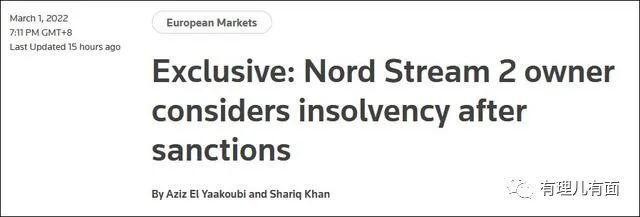 March 1, 2022
7:11 PM GMT+8
Last Updated 15 hours ago
European Markets
Exclusive: Nord Stream 2 owner
considers insolvency after
sanctions
By Aziz El Yaakoubi and Shariq Khan
有理儿有面